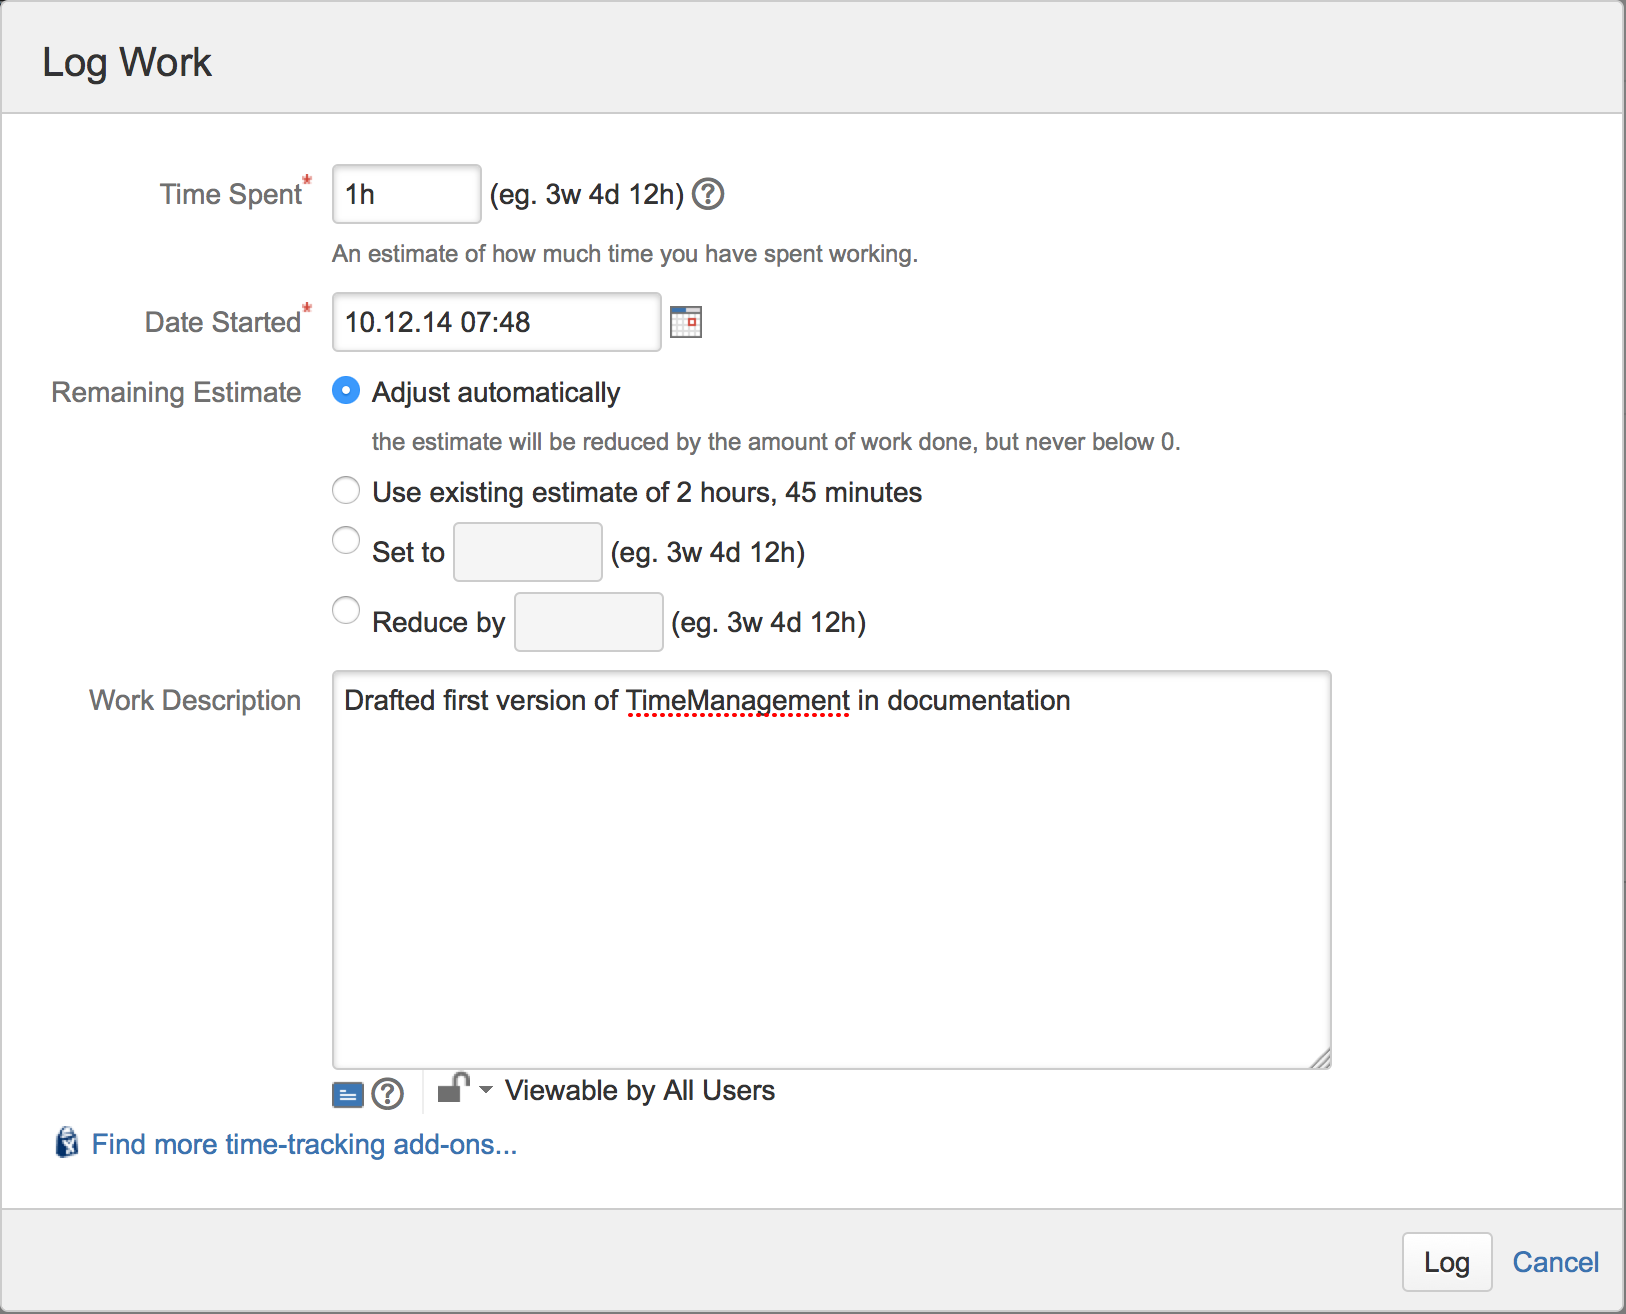 Log Work
Time Spent* 1h (eg. 3w 4d 12h) ?
An estimate of how much time you have spent working.
Date Started* 10.12.14 07:48
Remaining Estimate Adjust automatically
the estimate will be reduced by the amount of work done, but never below 0.
Use existing estimate of 2 hours, 45 minutes
Set to (eg. 3w 4d 12h)
Reduce by (eg. 3w 4d 12h)
Work Description Drafted first version of TimeManagement in documentation
? Viewable by All Users
Find more time-tracking add-ons...
Log Cancel